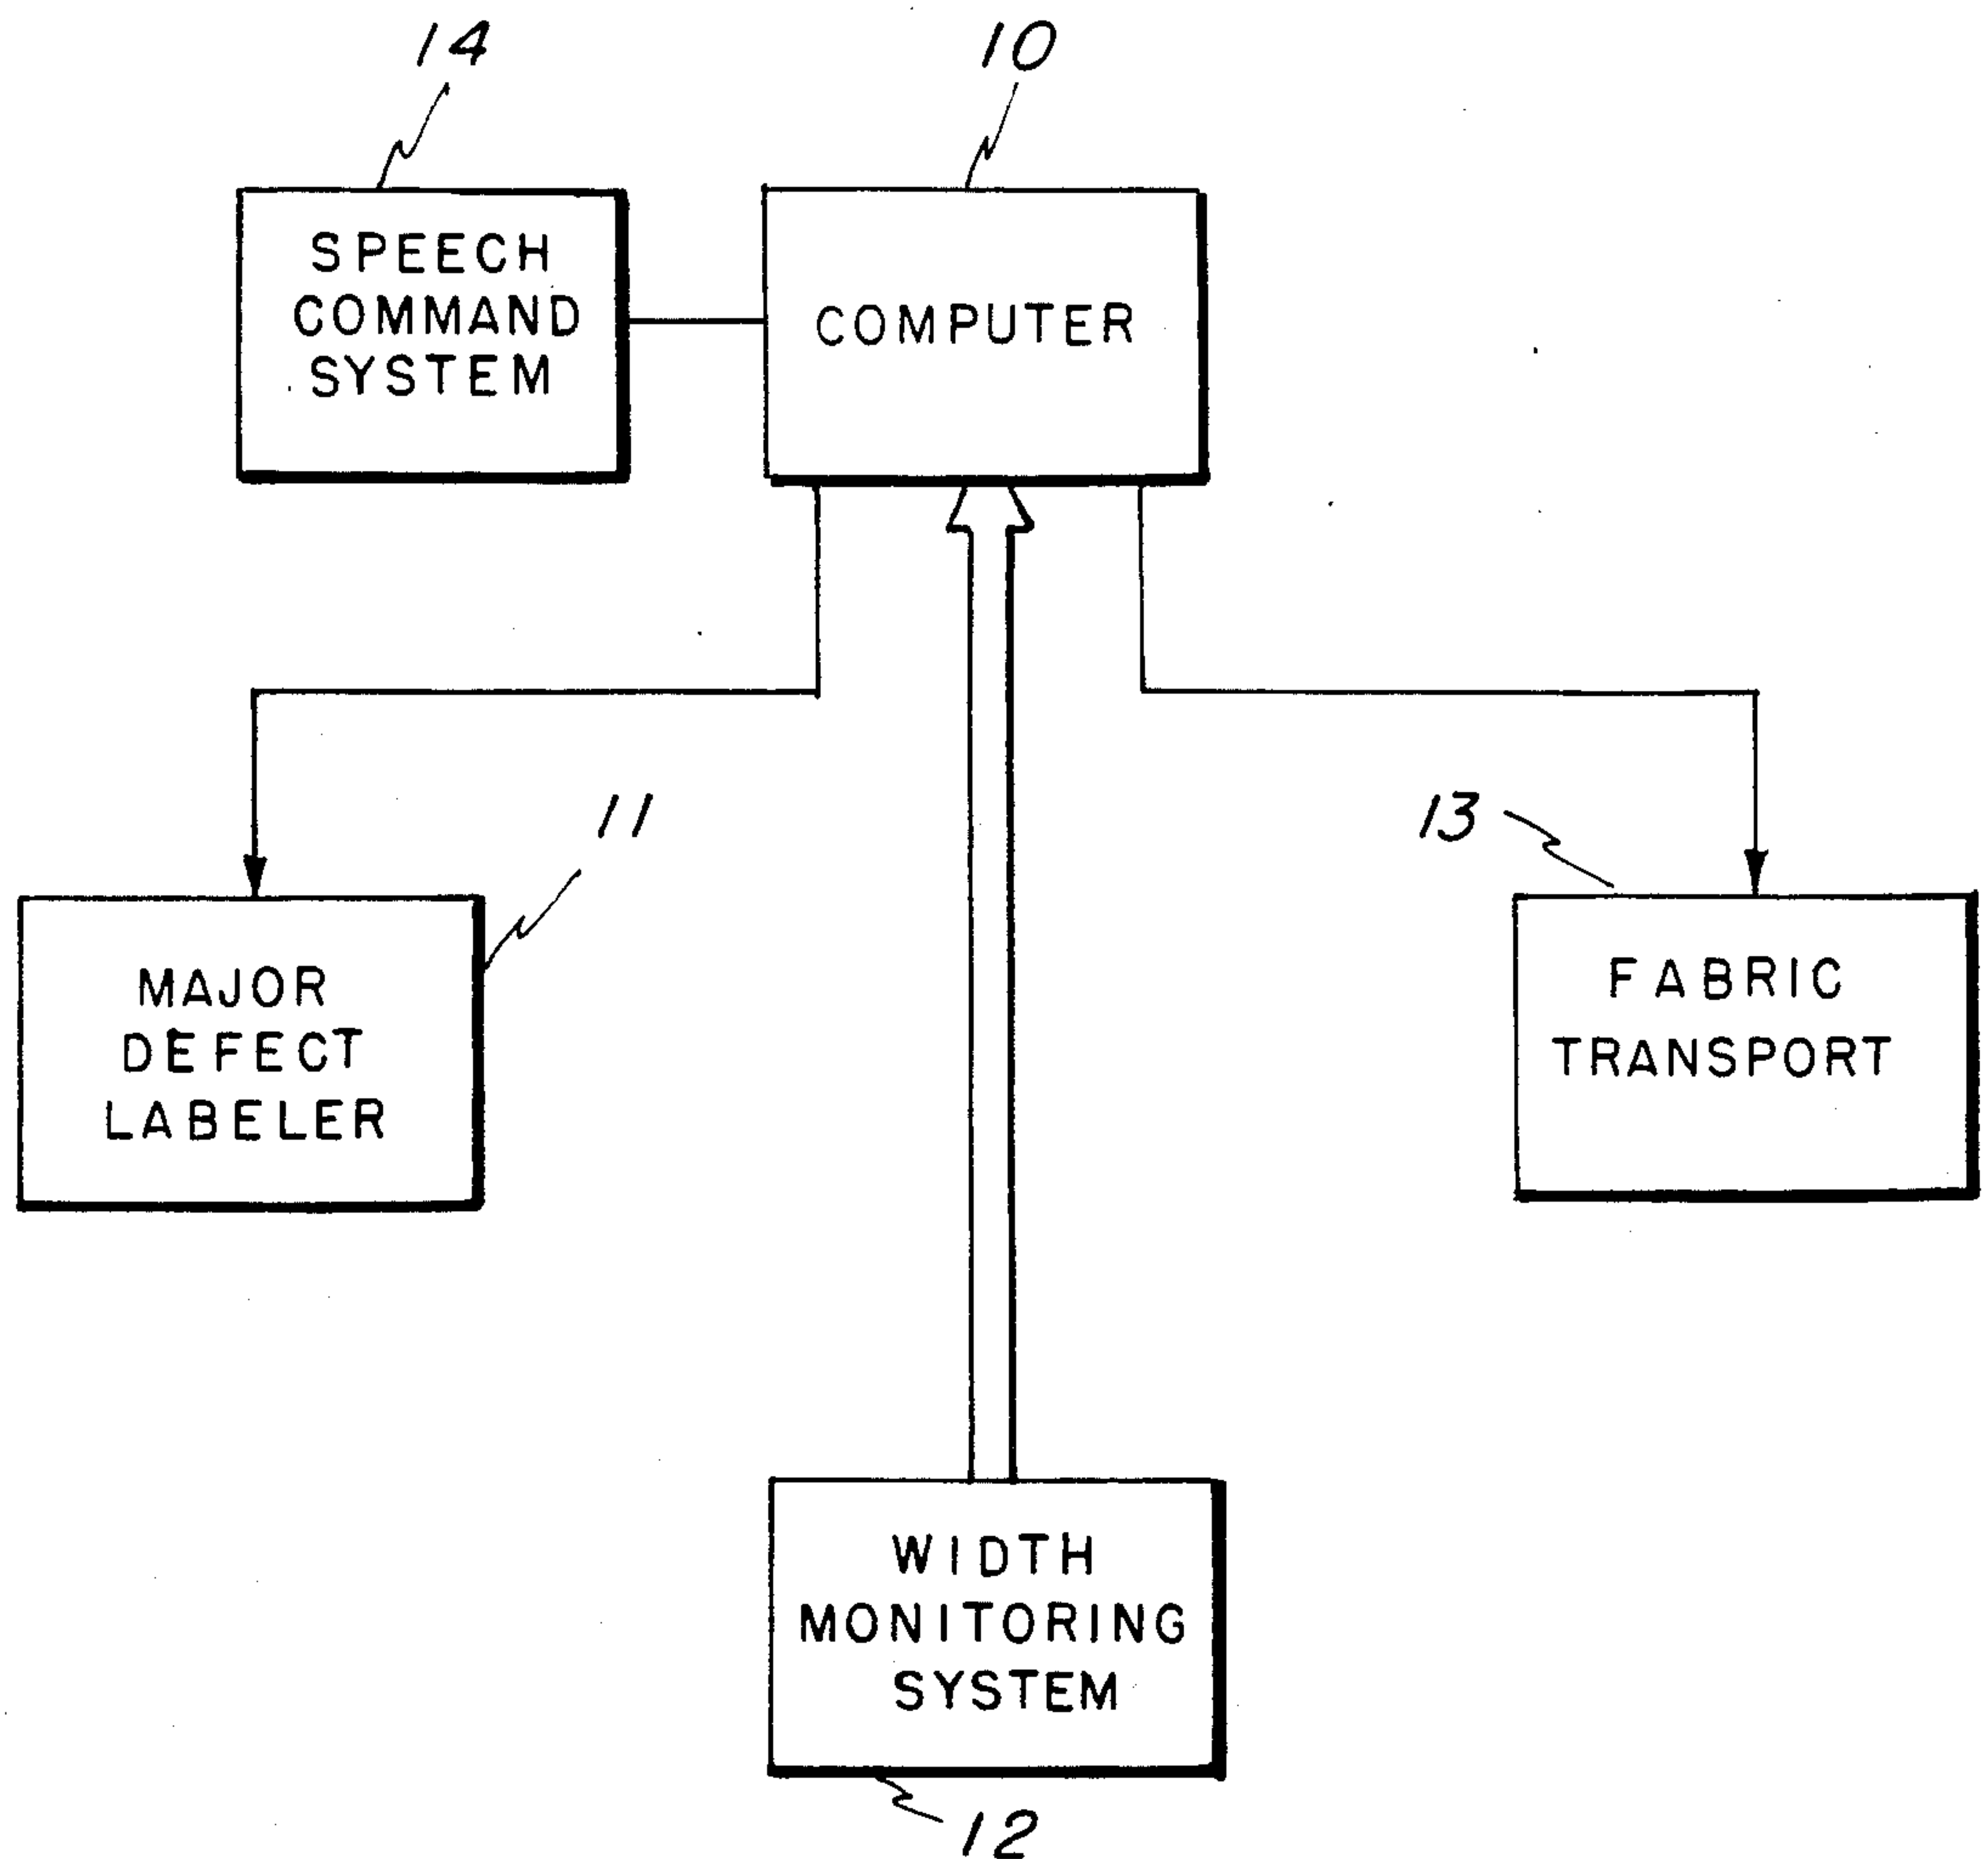 14
10
SPEECH
COMMAND
SYSTEM
COMPUTER
11
13
MAJOR
DEFECT
LABELER
FABRIC
TRANSPORT
WIDTH
MONITORING
SYSTEM
12